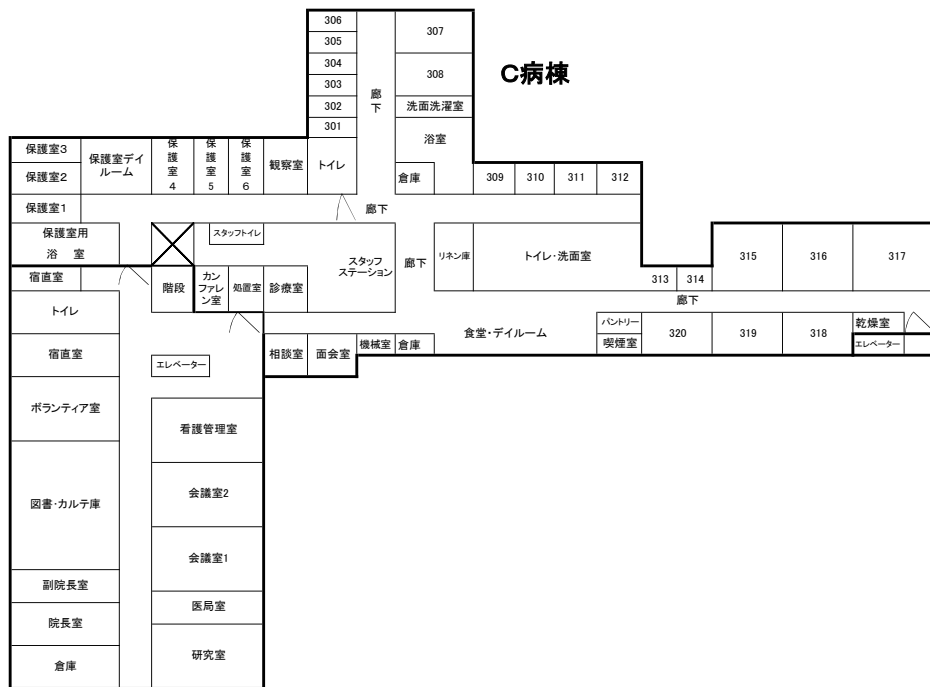 306
305
304
303
302
301
廊
下
307
308
洗面洗濯室
浴室
倉庫
C病棟
保護室3
保護室2
保護室1
保護室デイ
ルーム
保
護
室
4
保
護
室
5
保
護
室
6
観察室
トイレ
309
310
311
312
廊下
保護室用
浴　室
スタッフトイレ
スタッフ
ステーション
廊下
リネン庫
トイレ・洗面室
313
314
315
316
317
宿直室
階段
カン
ファレ
ン室
処置室
診療室
廊下
トイレ
宿直室
エレベーター
相談室
面会室
機械室
倉庫
食堂・デイルーム
パントリー
喫煙室
320
319
318
乾燥室
エレベーター
ボランティア室
看護管理室
図書・カルテ庫
会議室2
会議室1
副院長室
医局室
院長室
研究室
倉庫